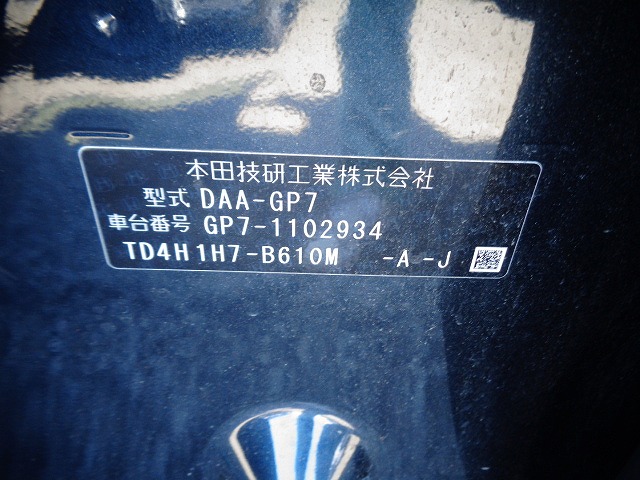 本田技研工業株式会社
型式 DAA-GP7
車台番号 GP7-1102934
TD4H1H7-B610M -A -J